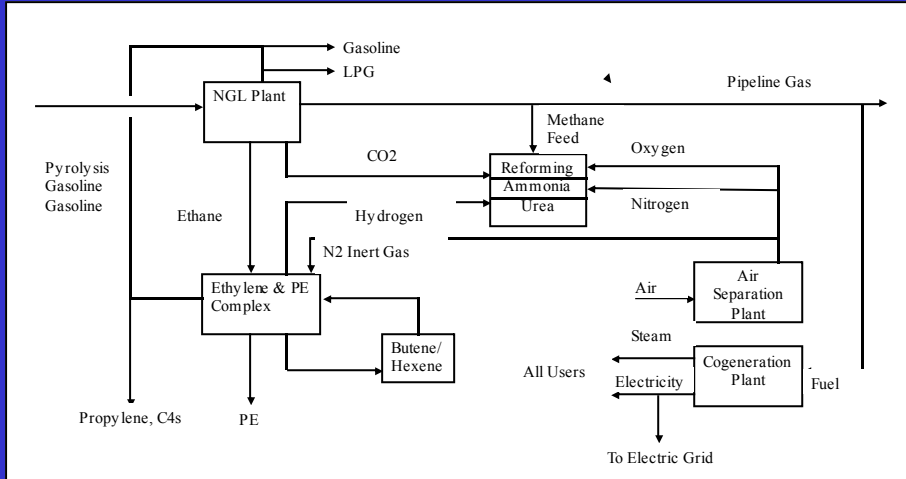 Gasoline
LPG
NGL Plant
Pipeline Gas
Methane
Feed
Oxygen
CO2
Reforming
Ammonia
Urea
Pyrolysis
Gasoline
Gasoline
Nitrogen
Ethane
Hydrogen
N2 Inert Gas
Ethylene & PE
Complex
Air
Air
Separation
Plant
Butene/
Hexene
Steam
All Users
Cogeneration
Plant
Electricity
Fuel
Propylene, C4s
PE
To Electric Grid